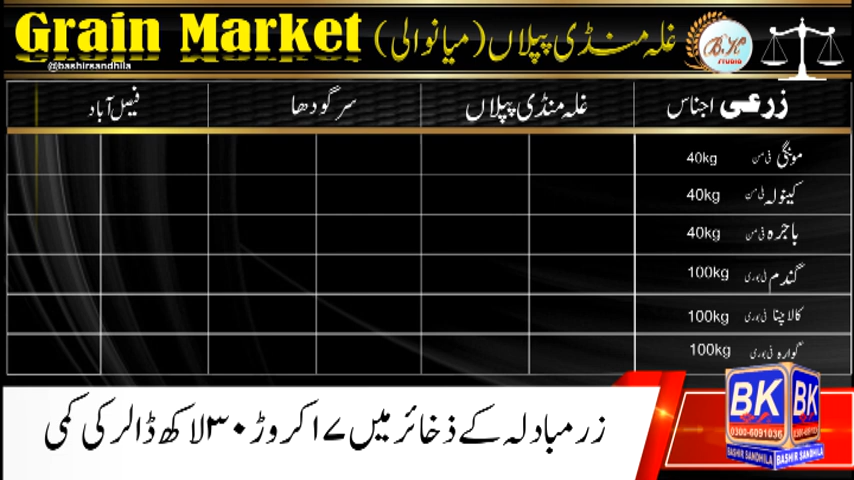 Grain Market غلہ منڈی پپلاں (میانوالی)
@bashirsandhila
B.K
STUDIO
زرعی اجناس غلہ منڈی پپلاں سرگودھا فیصل آباد
مونگی فی من 40kg
کینولہ فی من 40kg
باجرہ فی من 40kg
گندم فی بوری 100kg
کالا چنا فی بوری 100kg
گوارہ فی بوری 100kg
زرمبادلہ کے ذخائر میں ۱۷ کروڑ ۳۰ لاکھ ڈالر کی کمی
BK BK
0300-6091036
BASHIR SANDHILA BASHIR SANDHILA